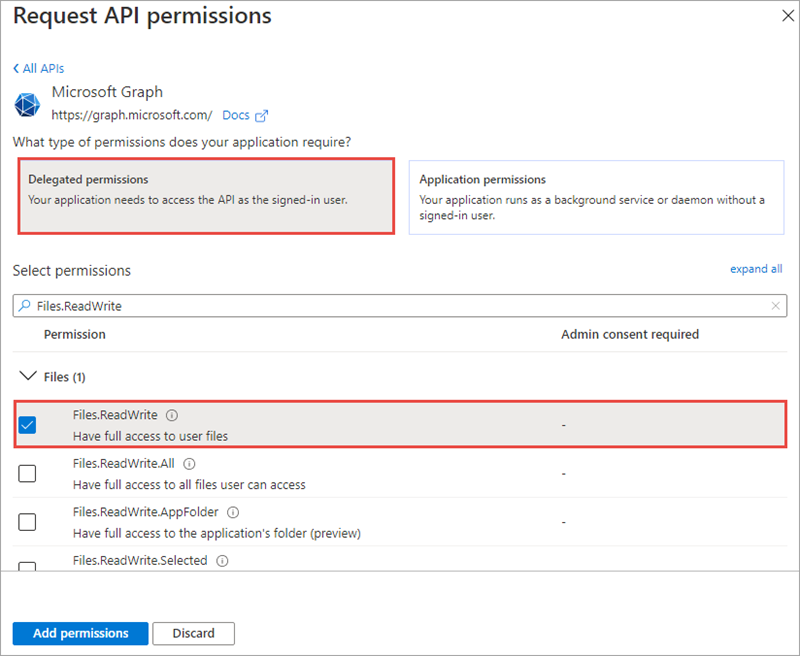 Request API permissions
All APIs
Microsoft Graph
https://graph.microsoft.com/ Docs
What type of permissions does your application require?
Delegated permissions
Your application needs to access the API as the signed-in user.
Application permissions
Your application runs as a background service or daemon without a
signed-in user.
Select permissions
expand all
Files.ReadWrite
Permission
Admin consent required
Files (1)
Files.ReadWrite
Have full access to user files
-
Files.ReadWrite.All
Have full access to all files user can access
-
Files.ReadWrite.AppFolder
Have full access to the application's folder (preview)
-
Files.ReadWrite.Selected
Add permissions
Discard